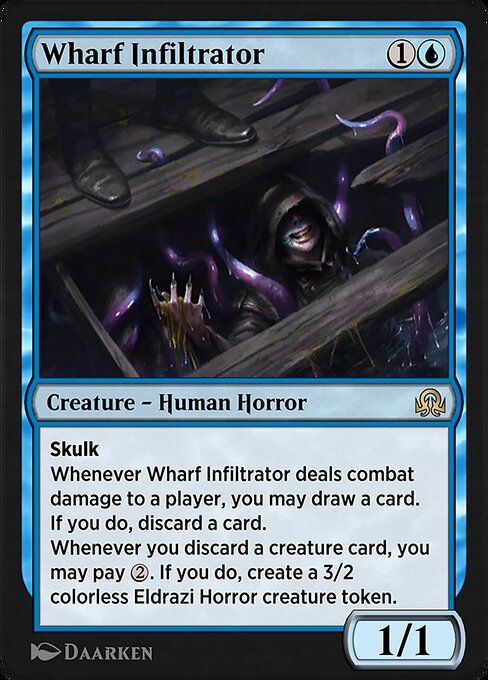 Wharf Infiltrator
1
Creature – Human Horror
Skulk
Whenever Wharf Infiltrator deals combat
damage to a player, you may draw a card.
If you do, discard a card.
Whenever you discard a creature card, you
may pay 2. If you do, create a 3/2
colorless Eldrazi Horror creature token.
1/1
DAARKEN